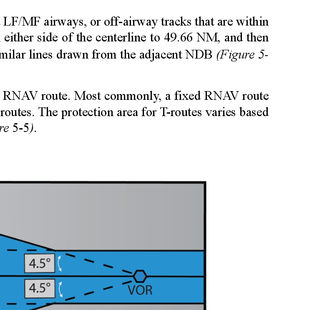 LF/MF airways, or off-airway tracks that are within
either side of the centerline to 49.66 NM, and then
milar lines drawn from the adjacent NDB (Figure 5-
RNAV route. Most commonly, a fixed RNAV route
routes. The protection area for T-routes varies based
re 5-5).
4.5°
4.5°
VOR